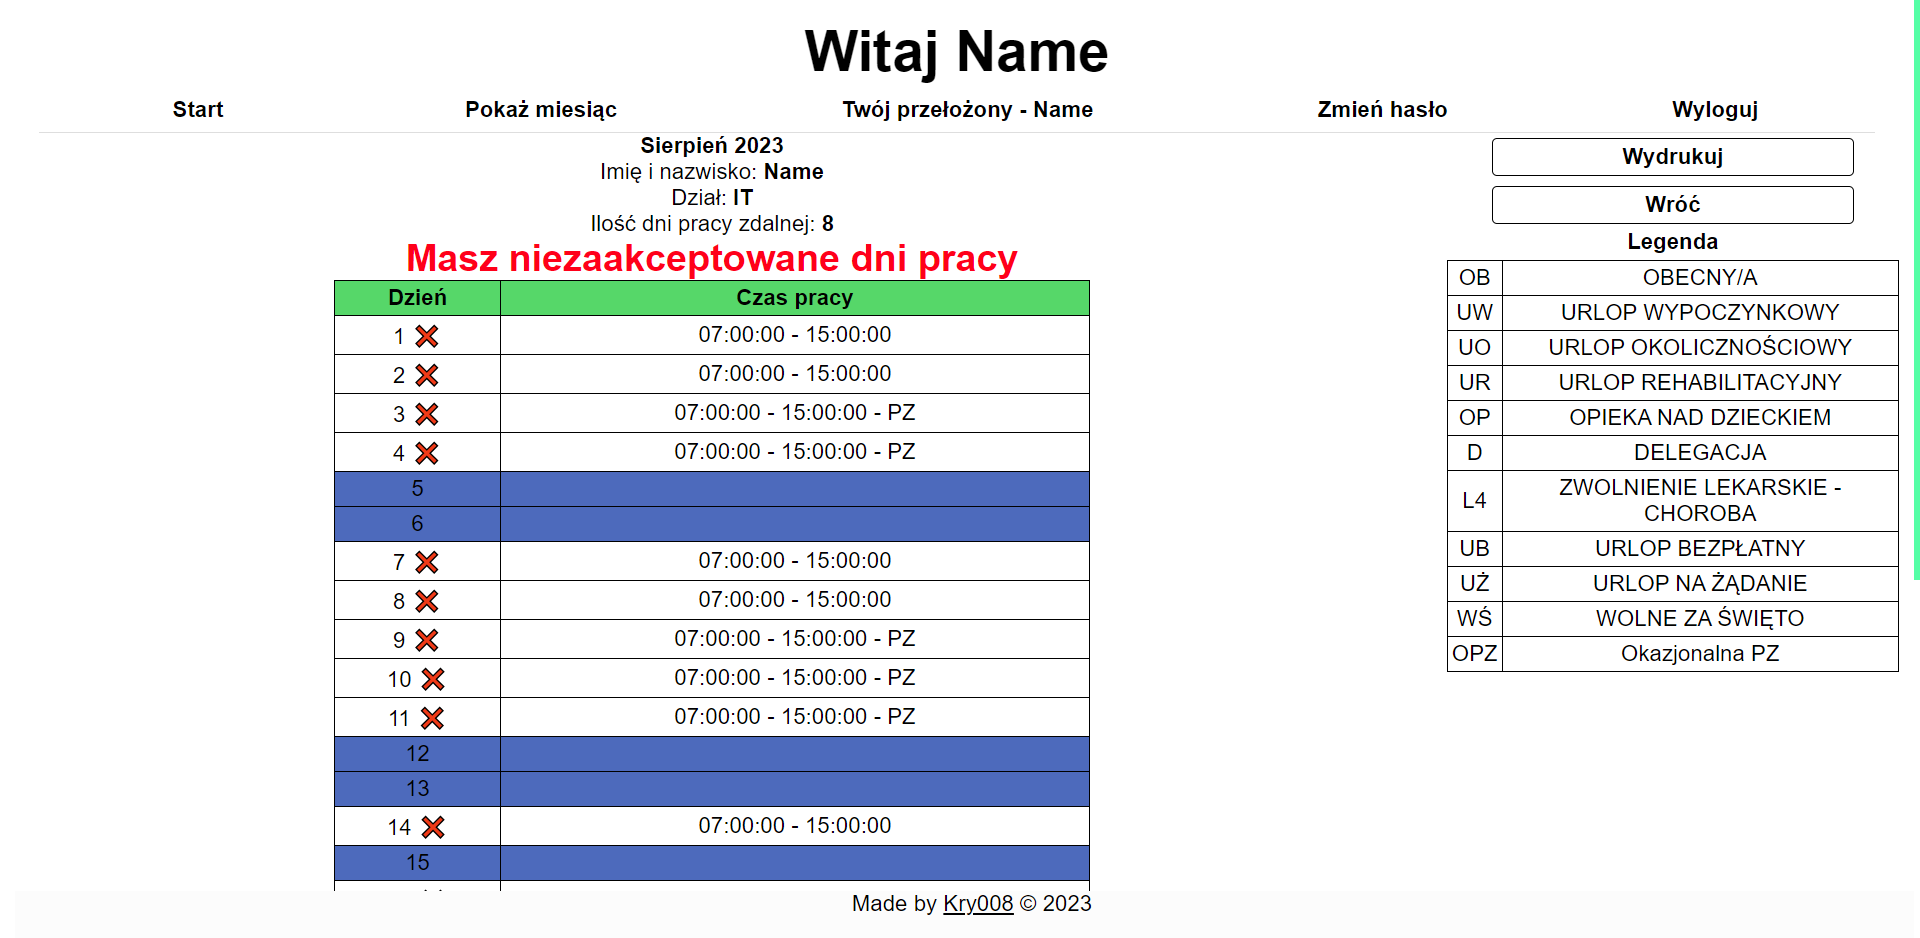 Witaj Name
Start Pokaż miesiąc Twój przełożony - Name Zmień hasło Wyloguj
Sierpień 2023
Imię i nazwisko: Name
Dział: IT
Ilość dni pracy zdalnej: 8
Masz niezaakceptowane dni pracy
Dzień Czas pracy
1 07:00:00 - 15:00:00
2 07:00:00 - 15:00:00
3 07:00:00 - 15:00:00 - PZ
4 07:00:00 - 15:00:00 - PZ
5
6
7 07:00:00 - 15:00:00
8 07:00:00 - 15:00:00
9 07:00:00 - 15:00:00 - PZ
10 07:00:00 - 15:00:00 - PZ
11 07:00:00 - 15:00:00 - PZ
12
13
14 07:00:00 - 15:00:00
15
Wydrukuj
Wróć
Legenda
OB OBECNY/A
UW URLOP WYPOCZYNKOWY
UO URLOP OKOLICZNOŚCIOWY
UR URLOP REHABILITACYJNY
OP OPIEKA NAD DZIECKIEM
D DELEGACJA
L4 ZWOLNIENIE LEKARSKIE -
CHOROBA
UB URLOP BEZPŁATNY
UŻ URLOP NA ŻĄDANIE
WŚ WOLNE ZA ŚWIĘTO
OPZ Okazjonalna PZ
Made by Kry008 © 2023